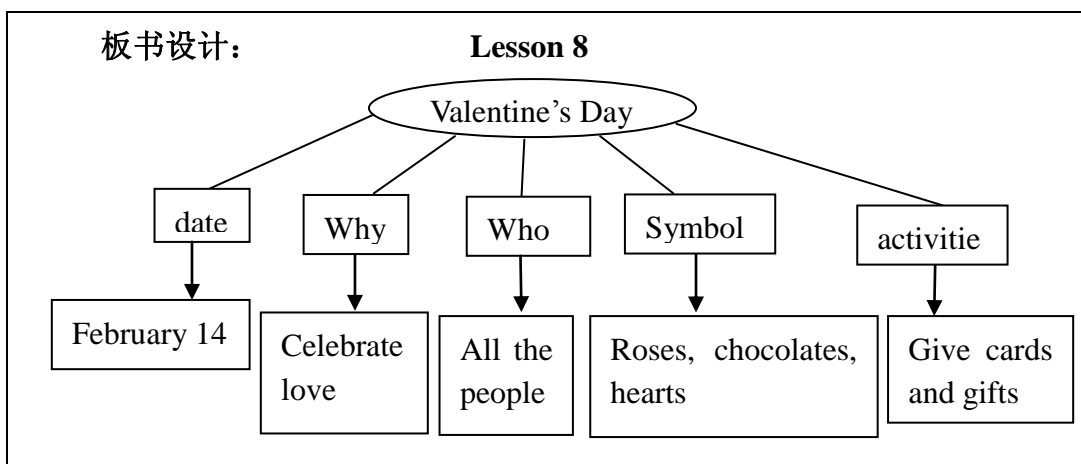 板书设计： Lesson 8
Valentine’s Day
date
Why
Who
Symbol
activitie
February 14
Celebrate
love
All the
people
Roses, chocolates,
hearts
Give cards
and gifts